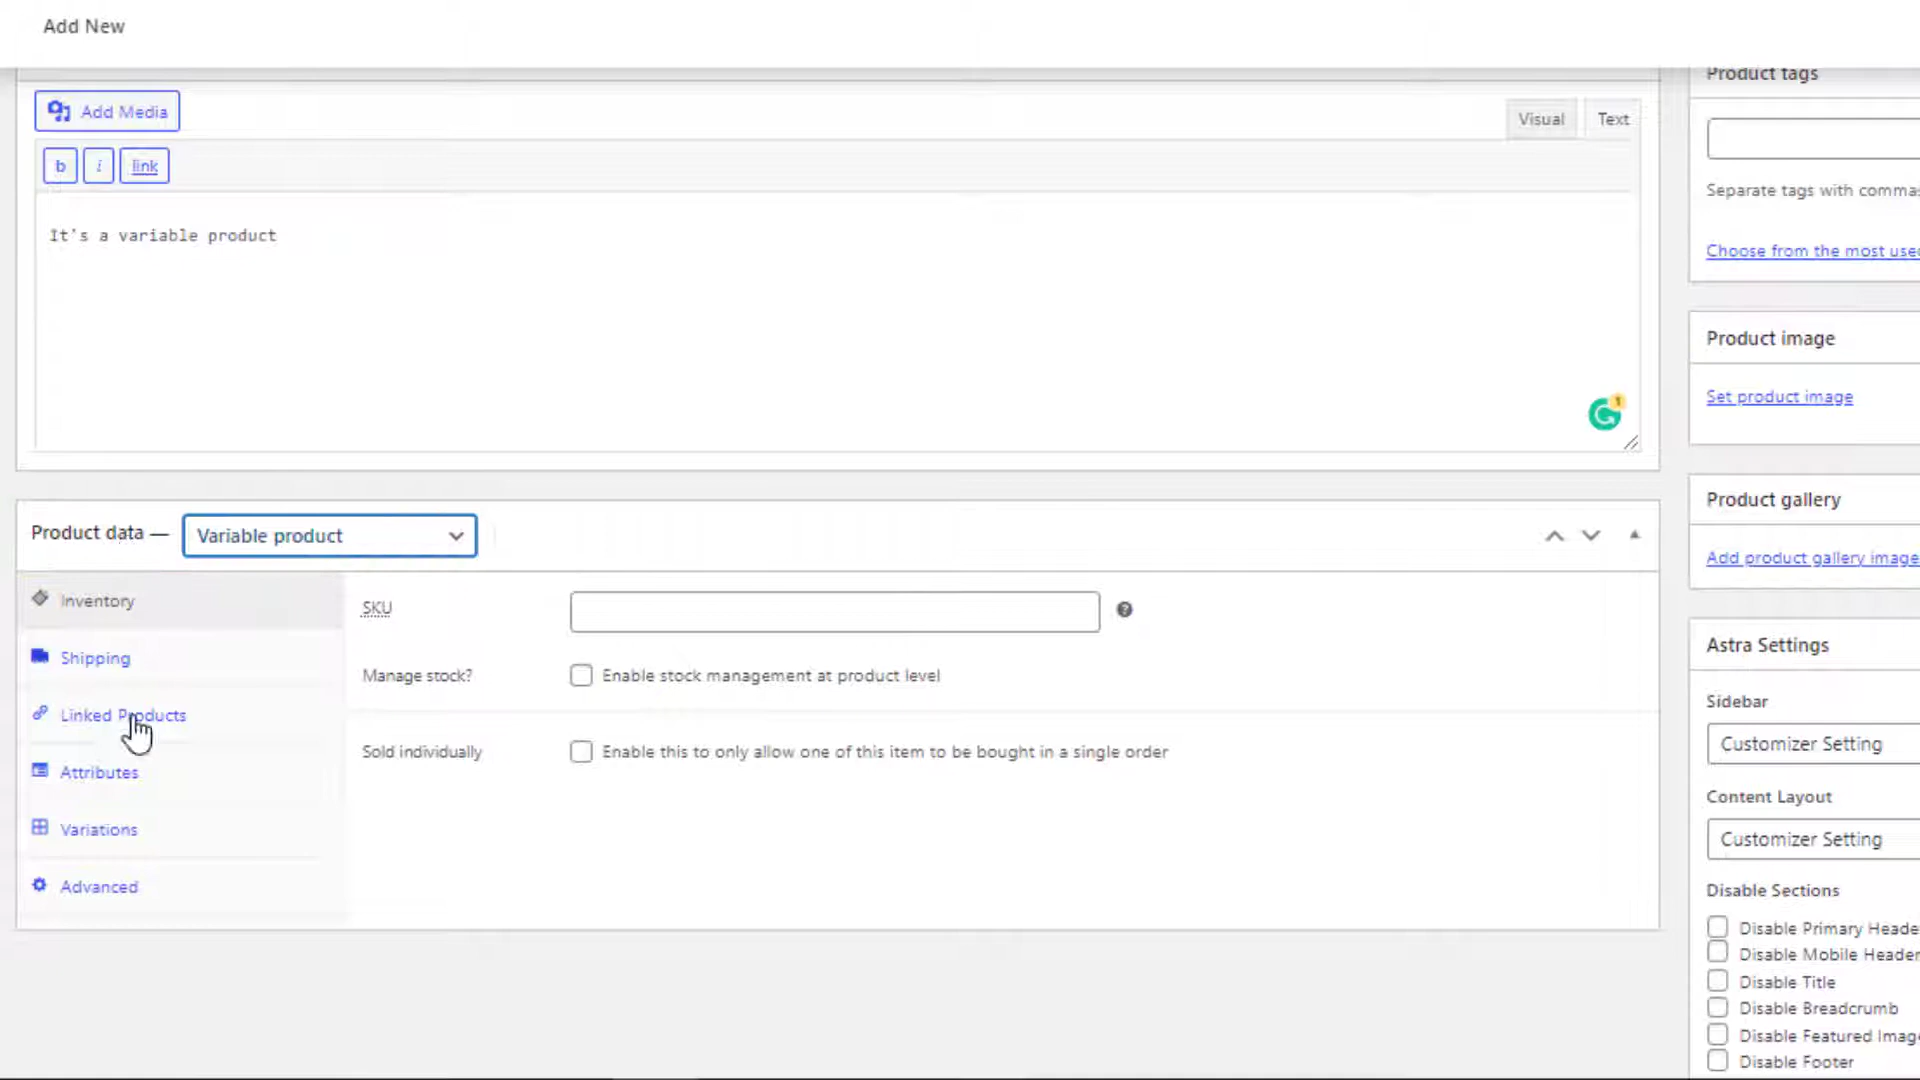 Add New
Add Media
Visual
Text
b
i
link
It's a variable product
1
Product data —
Variable product
Inventory
Shipping
Linked Products
Attributes
Variations
Advanced
SKU
Manage stock?
Enable stock management at product level
Sold individually
Enable this to only allow one of this item to be bought in a single order
Product tags
Separate tags with commas
Choose from the most use
Product image
Set product image
Product gallery
Add product gallery image
Astra Settings
Sidebar
Customizer Setting
Content Layout
Customizer Setting
Disable Sections
Disable Primary Heade
Disable Mobile Header
Disable Title
Disable Breadcrumb
Disable Featured Imag
Disable Footer